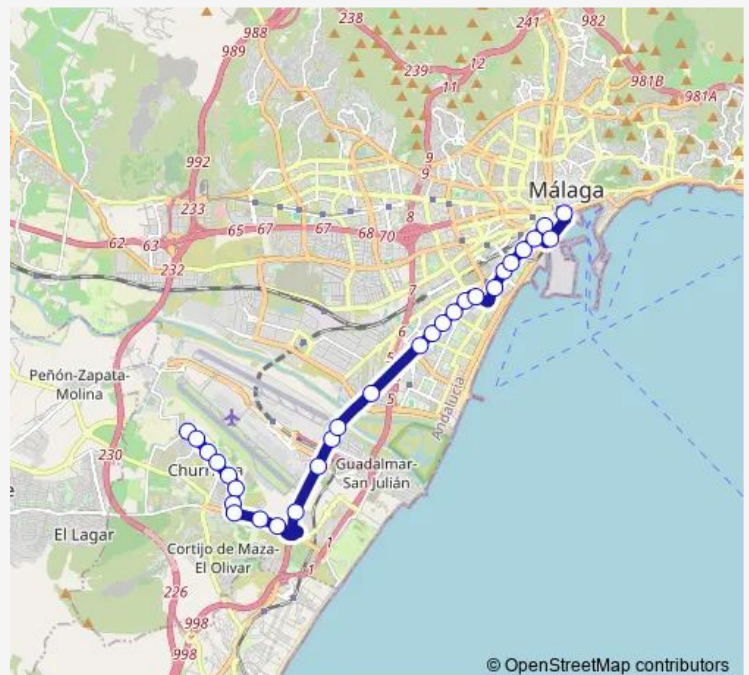 238
241
982
988
989
239
12
11
981B
981A
992
9
9
Málaga
233
8
62
63
65
67
67
68
70
232
7
6
5
Peñón-Zapata-
Molina
5
Andalucía
230
Guadalmar-
San Julián
El Lagar
Cortijo de Maza-
El Olivar
1
226
998
998
© OpenStreetMap contributors